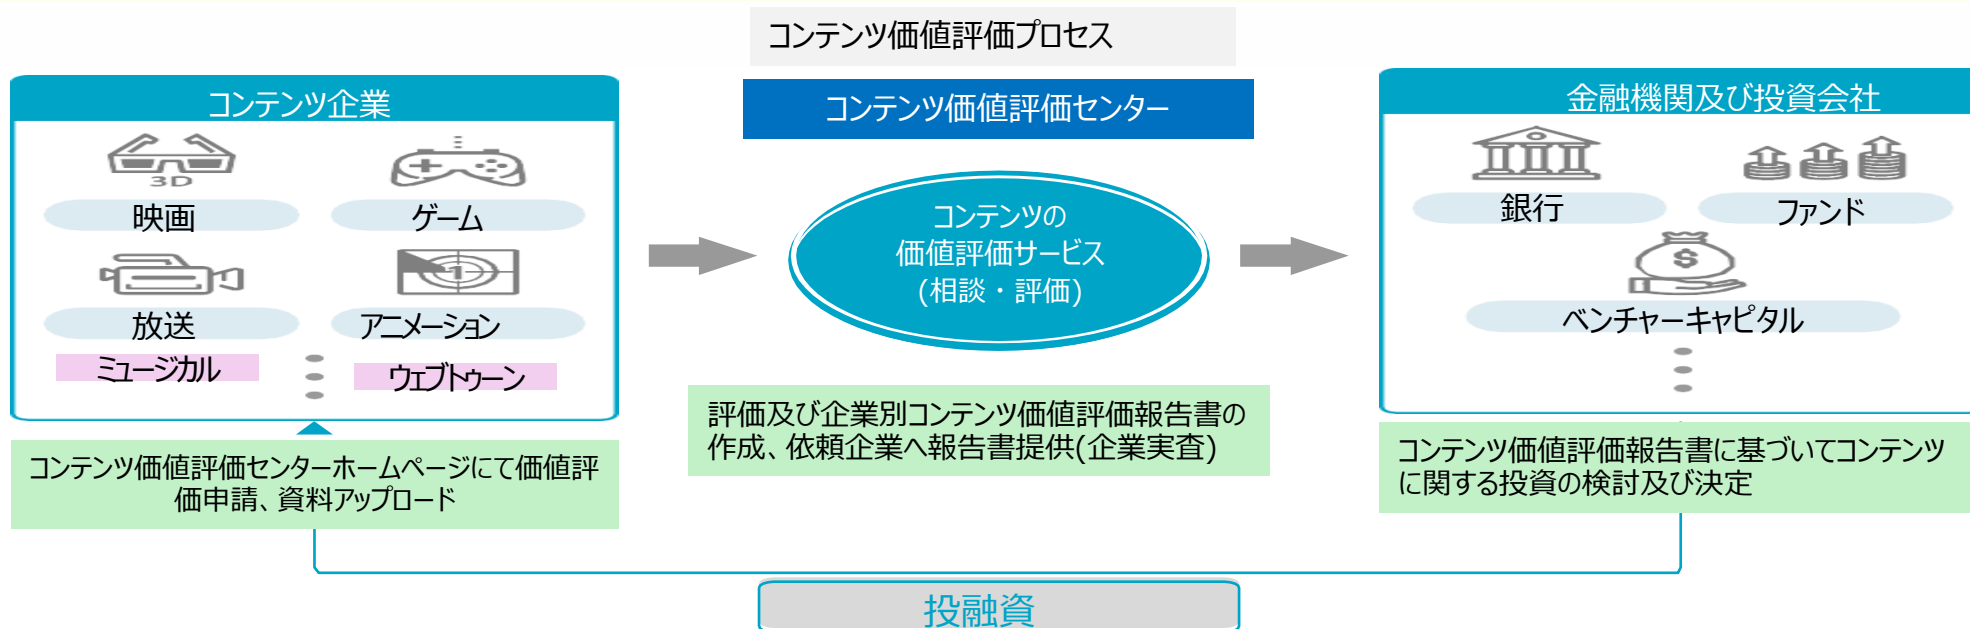 コンテンツ価値評価プロセス
コンテンツ企業
3D
映画
ゲーム
1
放送
アニメーション
ミュージカル
ウェブトゥーン
コンテンツ価値評価センターホームページにて価値評
価申請、資料アップロード
コンテンツ価値評価センター
コンテンツの
価値評価サービス
(相談・評価)
評価及び企業別コンテンツ価値評価報告書の
作成、依頼企業へ報告書提供(企業実査)
金融機関及び投資会社
銀行
ファンド
$
ベンチャーキャピタル
コンテンツ価値評価報告書に基づいてコンテンツ
に関する投資の検討及び決定
投融資